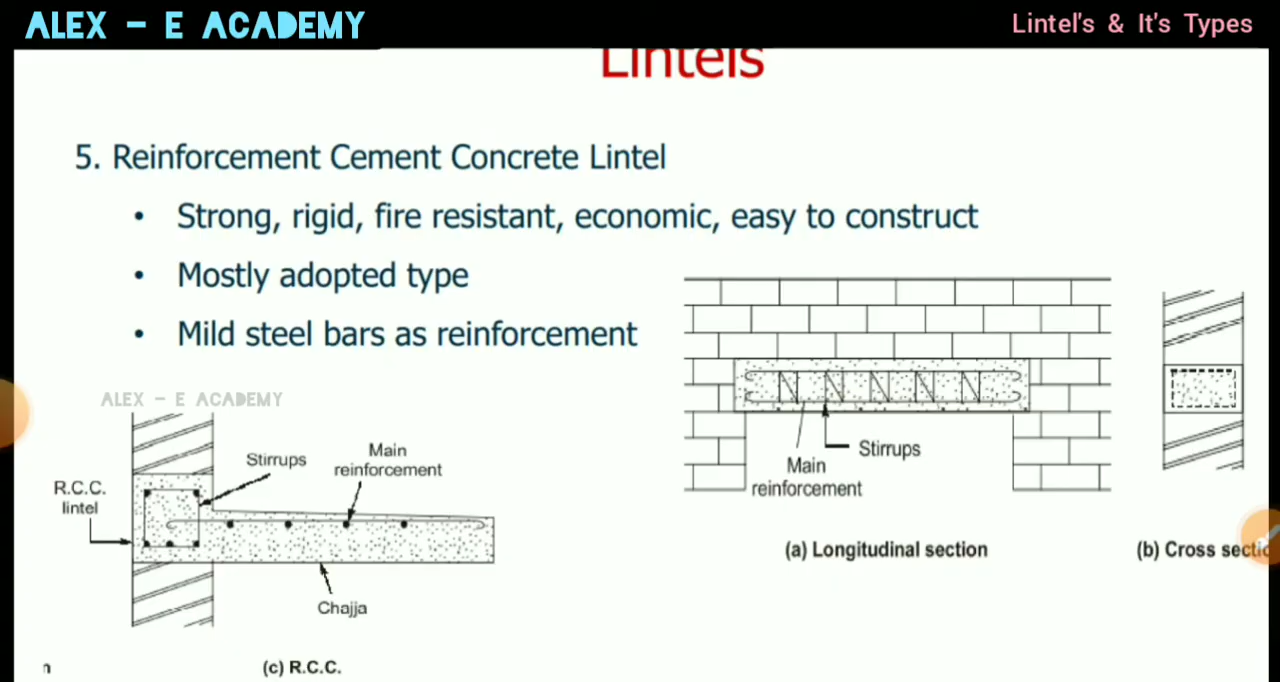 ALEX - E ACADEMY
Lintel's & It's Types
Lintels
5. Reinforcement Cement Concrete Lintel
• Strong, rigid, fire resistant, economic, easy to construct
• Mostly adopted type
• Mild steel bars as reinforcement
ALEX - E ACADEMY
Stirrups
Main
reinforcement
R.C.C.
lintel
Chajja
(c) R.C.C.
Stirrups
Main
reinforcement
(a) Longitudinal section
(b) Cross sectio
n